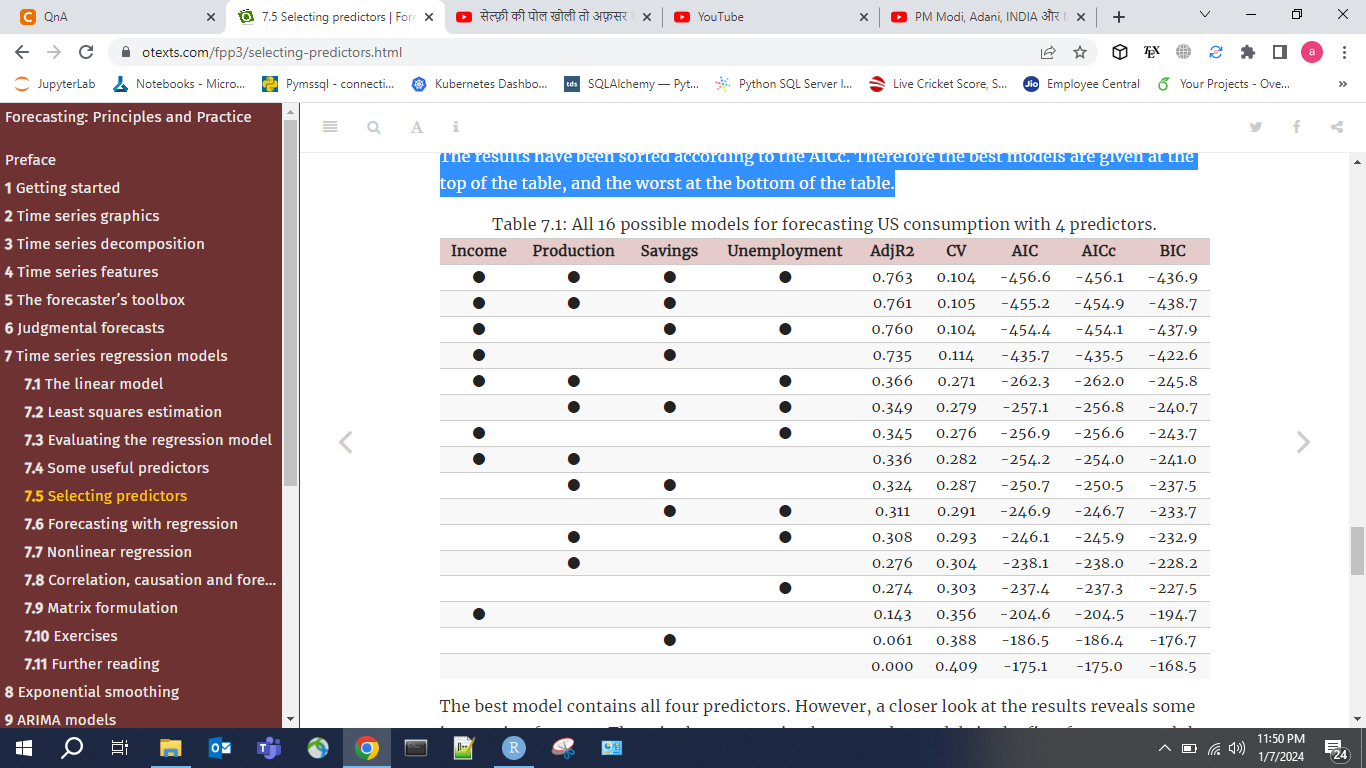 QnA
7.5 Selecting predictors | Fore
सेल्फ़ी की पोल खोली तो अफ़सर
YouTube
PM Modi, Adani, INDIA और
otexts.com/fpp3/selecting-predictors.html
a
JupyterLab
Notebooks - Micro...
Pymssql - connecti...
Kubernetes Dashbo...
tds
SQLAlchemy — Pyt...
Python SQL Server I...
Live Cricket Score, S...
Jio
Employee Central
Your Projects - Ove...
»
Forecasting: Principles and Practice
Preface
1 Getting started
2 Time series graphics
3 Time series decomposition
4 Time series features
5 The forecaster's toolbox
6 Judgmental forecasts
7 Time series regression models
7.1 The linear model
7.2 Least squares estimation
7.3 Evaluating the regression model
7.4 Some useful predictors
7.5 Selecting predictors
7.6 Forecasting with regression
7.7 Nonlinear regression
7.8 Correlation, causation and fore...
7.9 Matrix formulation
7.10 Exercises
7.11 Further reading
8 Exponential smoothing
9 ARIMA models
A
The results have been sorted according to the AICc. Therefore the best models are given at the
top of the table, and the worst at the bottom of the table.
Table 7.1: All 16 possible models for forecasting US consumption with 4 predictors.
Income Production Savings Unemployment AdjR2 CV AIC AICc BIC
● ● ● ● 0.763 0.104 -456.6 -456.1 -436.9
● ● ● 0.761 0.105 -455.2 -454.9 -438.7
● ● ● 0.760 0.104 -454.4 -454.1 -437.9
● ● 0.735 0.114 -435.7 -435.5 -422.6
● ● ● 0.366 0.271 -262.3 -262.0 -245.8
● ● ● 0.349 0.279 -257.1 -256.8 -240.7
● ● 0.345 0.276 -256.9 -256.6 -243.7
● ● 0.336 0.282 -254.2 -254.0 -241.0
● ● 0.324 0.287 -250.7 -250.5 -237.5
● ● 0.311 0.291 -246.9 -246.7 -233.7
● ● 0.308 0.293 -246.1 -245.9 -232.9
● 0.276 0.304 -238.1 -238.0 -228.2
● 0.274 0.303 -237.4 -237.3 -227.5
● 0.143 0.356 -204.6 -204.5 -194.7
● 0.061 0.388 -186.5 -186.4 -176.7
0.000 0.409 -175.1 -175.0 -168.5
The best model contains all four predictors. However, a closer look at the results reveals some
11:50 PM
1/7/2024
24